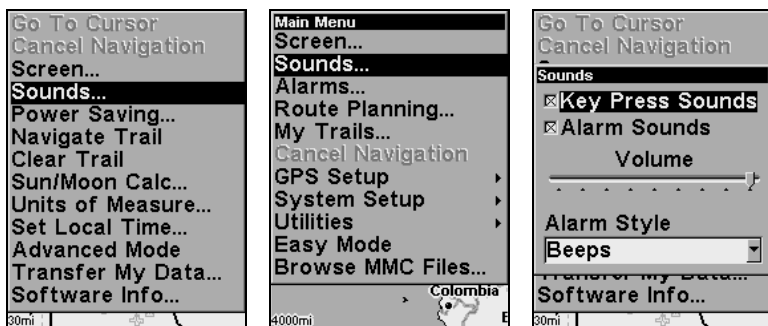 Go To Cursor
Cancel Navigation
Screen...
Sounds...
Power Saving...
Navigate Trail
Clear Trail
Sun/Moon Calc...
Units of Measure...
Set Local Time...
Advanced Mode
Transfer My Data...
Software Info...
30mi
Main Menu
Screen...
Sounds...
Alarms...
Route Planning...
My Trails...
Cancel Navigation
GPS Setup
System Setup
Utilities
Easy Mode
Browse MMC Files...
Colombia
4000mi
E
Go To Cursor
Cancel Navigation
Sounds
Key Press Sounds
Alarm Sounds
Volume
Alarm Style
Beeps
Transfer My Data...
Software Info...
30mi